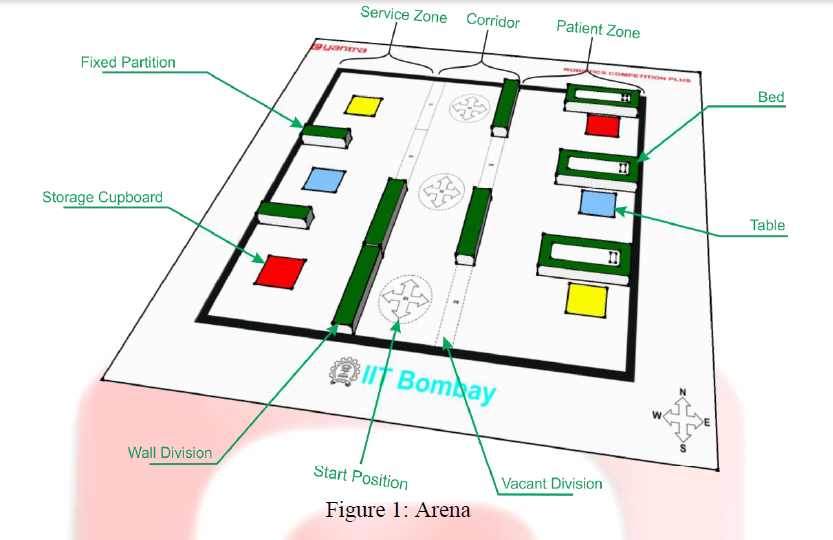 Service Zone
Corridor
Patient Zone
Fixed Partition
yantra
ROBOTICS COMPETITION PLUS
Bed
Storage Cupboard
Table
IIT Bombay
N
W
E
S
Wall Division
Start Position
Vacant Division
Figure 1: Arena